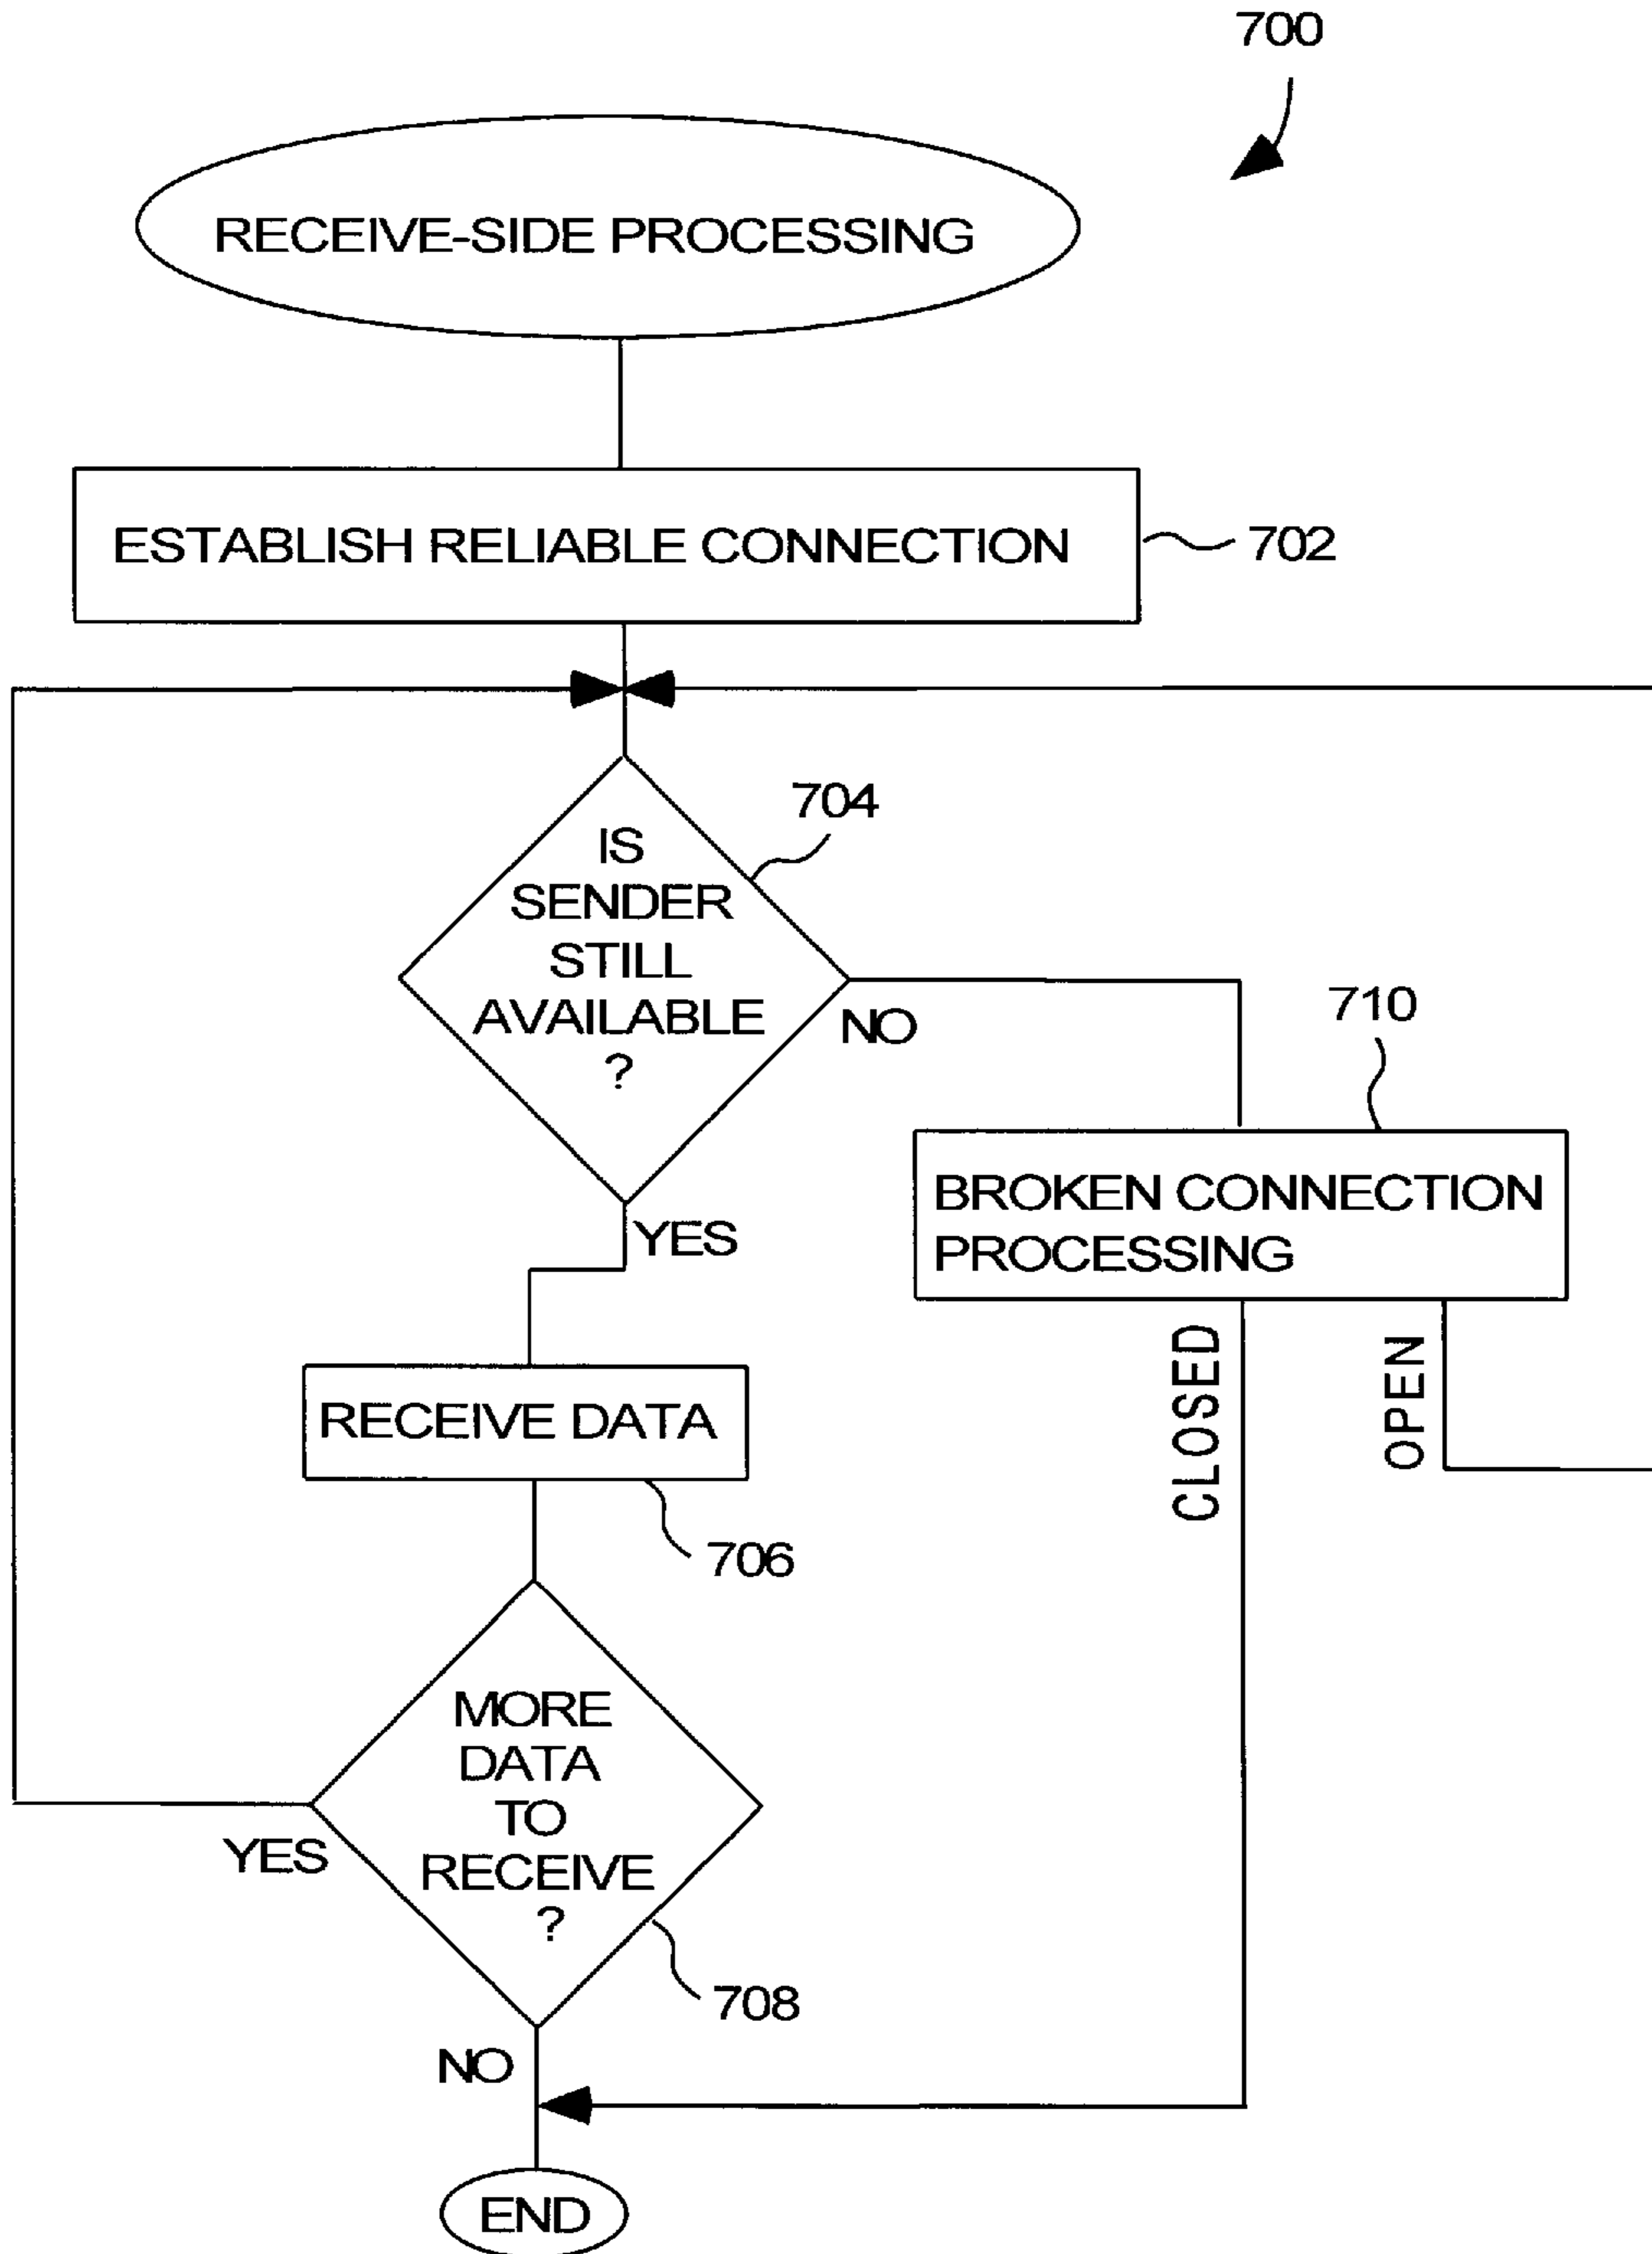 700
RECEIVE-SIDE PROCESSING
ESTABLISH RELIABLE CONNECTION
702
704
IS
SENDER
STILL
AVAILABLE
?
NO
710
BROKEN CONNECTION
PROCESSING
YES
CLOSED
OPEN
RECEIVE DATA
706
MORE
DATA
TO
RECEIVE
?
YES
708
NO
END